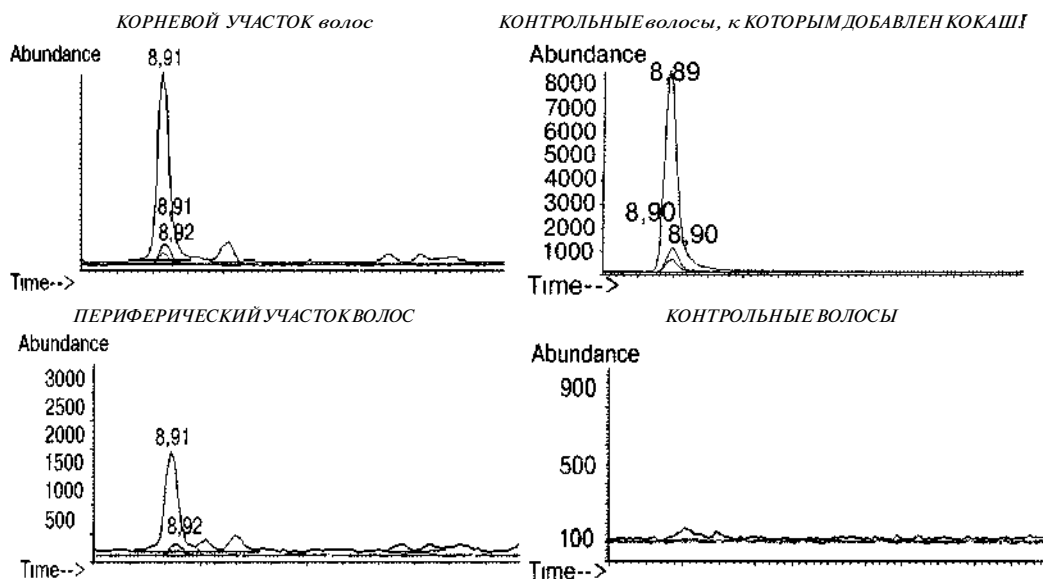 КОРНЕВОЙ УЧАСТОК волос
Abundance
8,91
8,91
8,92
Time-->
КОНТРОЛЬНЫЕ волосы, к КОТОРЫМ ДОБАВЛЕН КОКАШ!
Abundance
8,89
8000
7000
6000
5000
4000
3000
2000
1000
8,90
8,90
Time-->
ПЕРИФЕРИЧЕСКИЙ УЧАСТОК ВОЛОС
Abundance
3000
2500
2000
1500
1000
500
8,91
8,92
Time-->
КОНТРОЛЬНЫЕ ВОЛОСЫ
Abundance
900
500
100
Time-->